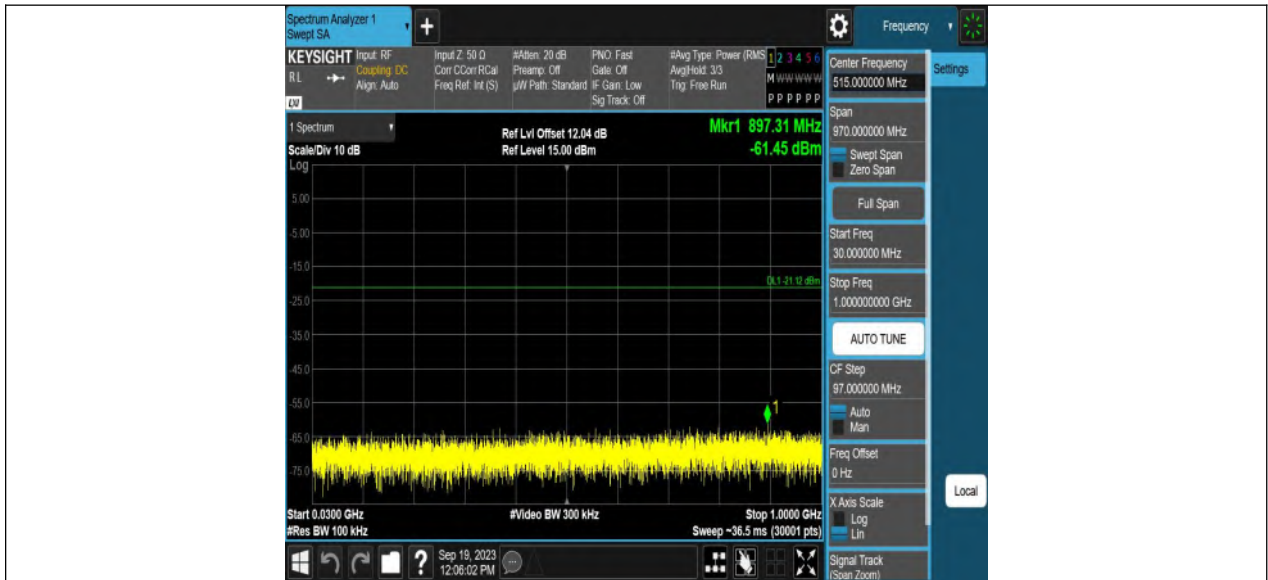 Spectrum Analyzer 1
Swept SA
+
Frequency
KEYSIGHT
RL
LXI
Input: RF
Coupling: DC
Align: Auto
Input Z: 50 Ω
Corr CCorr RCal
Freq Ref: Int (S)
#Atten: 20 dB
Preamp: Off
µW Path: Standard
PNO: Fast
Gate: Off
IF Gain: Low
Sig Track: Off
#Avg Type: Power (RMS
Avg|Hold: 3/3
Trig: Free Run
1 2 3 4 5 6
M W W W W W
P P P P P P
1 Spectrum
Scale/Div 10 dB
Log
Ref Lvl Offset 12.04 dB
Ref Level 15.00 dBm
Mkr1 897.31 MHz
-61.45 dBm
5.00
-5.00
-15.0
DL1 -21.12 dBm
-25.0
-35.0
-45.0
-55.0
1
-65.0
-75.0
Start 0.0300 GHz
#Res BW 100 kHz
#Video BW 300 kHz
Stop 1.0000 GHz
Sweep ~36.5 ms (30001 pts)
?
Sep 19, 2023
12:06:02 PM
Center Frequency
515.000000 MHz
Span
970.000000 MHz
Swept Span
Zero Span
Full Span
Start Freq
30.000000 MHz
Stop Freq
1.000000000 GHz
AUTO TUNE
CF Step
97.000000 MHz
Auto
Man
Freq Offset
0 Hz
X Axis Scale
Log
Lin
Signal Track
(Span Zoom)
Settings
Local